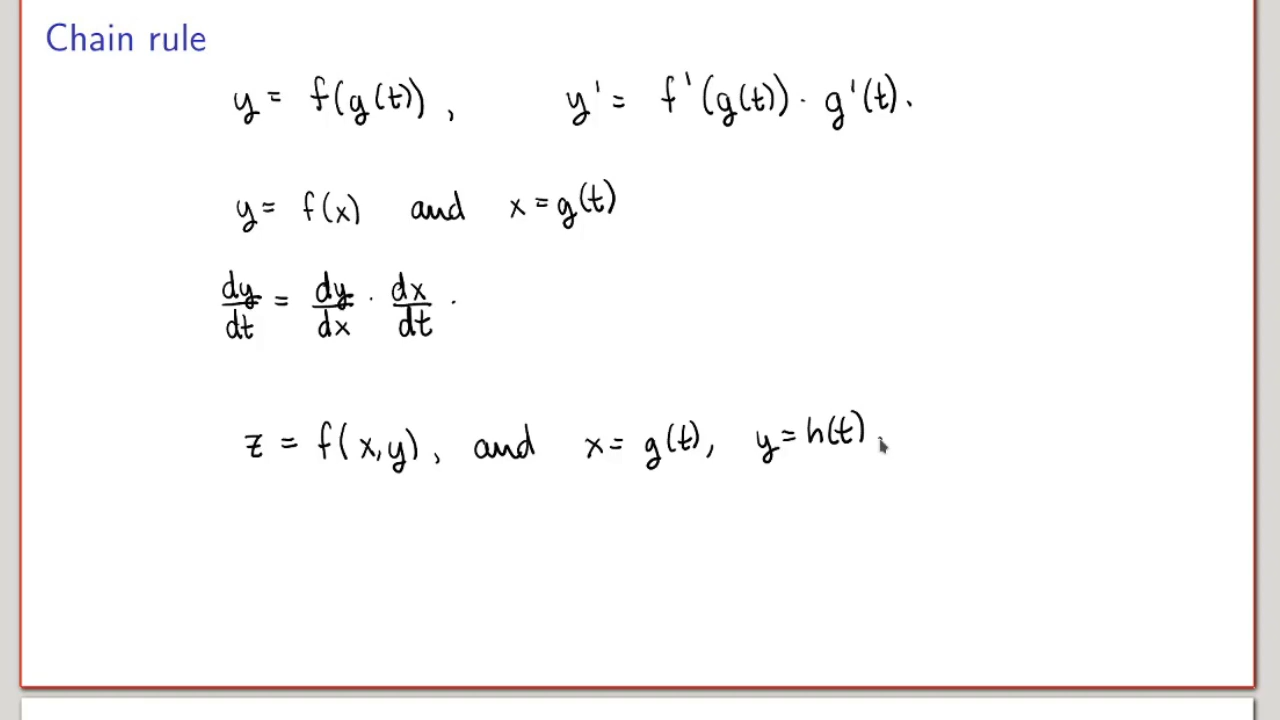 Chain rule
y = f(g(t)), y' = f'(g(t)) · g'(t).
y = f(x) and x = g(t)
dy/dt = dy/dx · dx/dt .
z = f(x,y), and x = g(t), y = h(t).